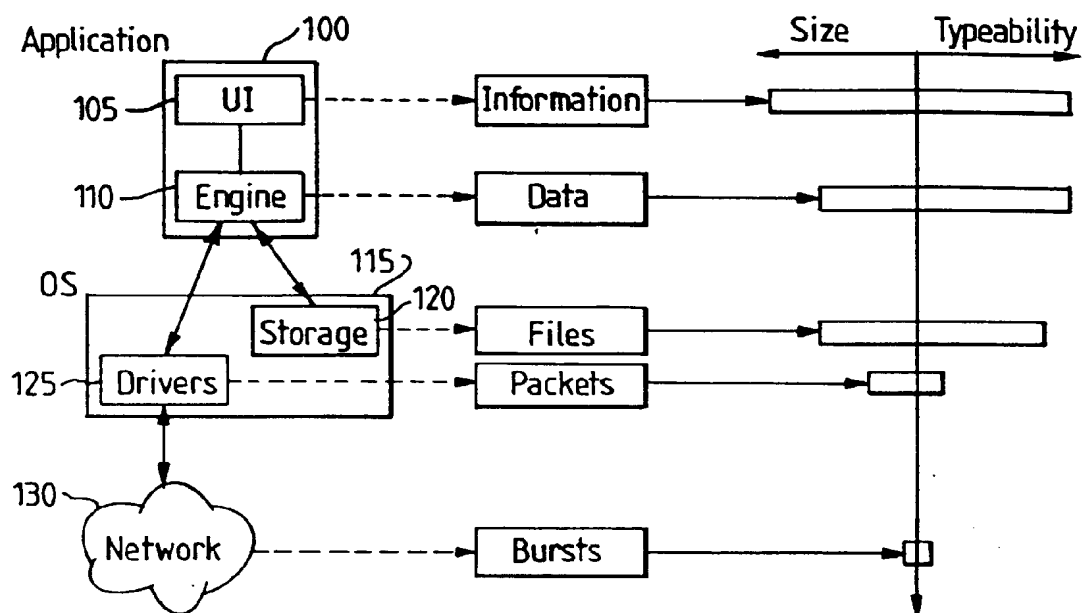 Application
100
Size
Typeability
105
UI
Information
110
Engine
Data
OS
115
120
Storage
Files
125
Drivers
Packets
130
Network
Bursts